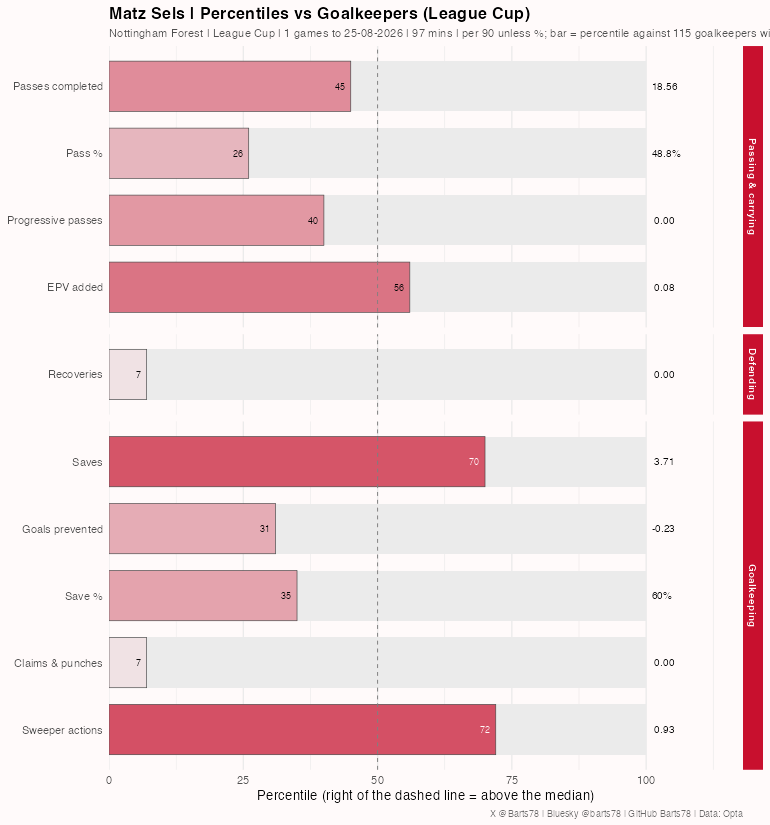 Matz Sels | Percentiles vs Goalkeepers (League Cup)
Nottingham Forest | League Cup | 1 games to 25-08-2026 | 97 mins | per 90 unless %; bar = percentile against 115 goalkeepers wi
Passing & carrying
Passes completed 45 18.56
Pass % 26 48.8%
Progressive passes 40 0.00
EPV added 56 0.08
Defending
Recoveries 7 0.00
Goalkeeping
Saves 70 3.71
Goals prevented 31 -0.23
Save % 35 60%
Claims & punches 7 0.00
Sweeper actions 72 0.93
0 25 50 75 100
Percentile (right of the dashed line = above the median)
X @Barts78 | Bluesky @barts78 | GitHub Barts78 | Data: Opta